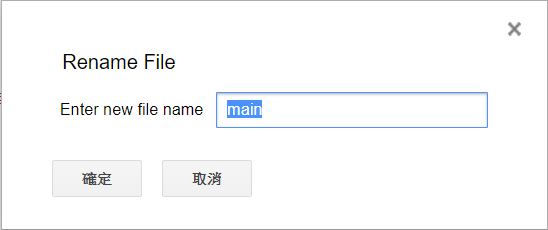 Rename File
Enter new file name main
確定 取消